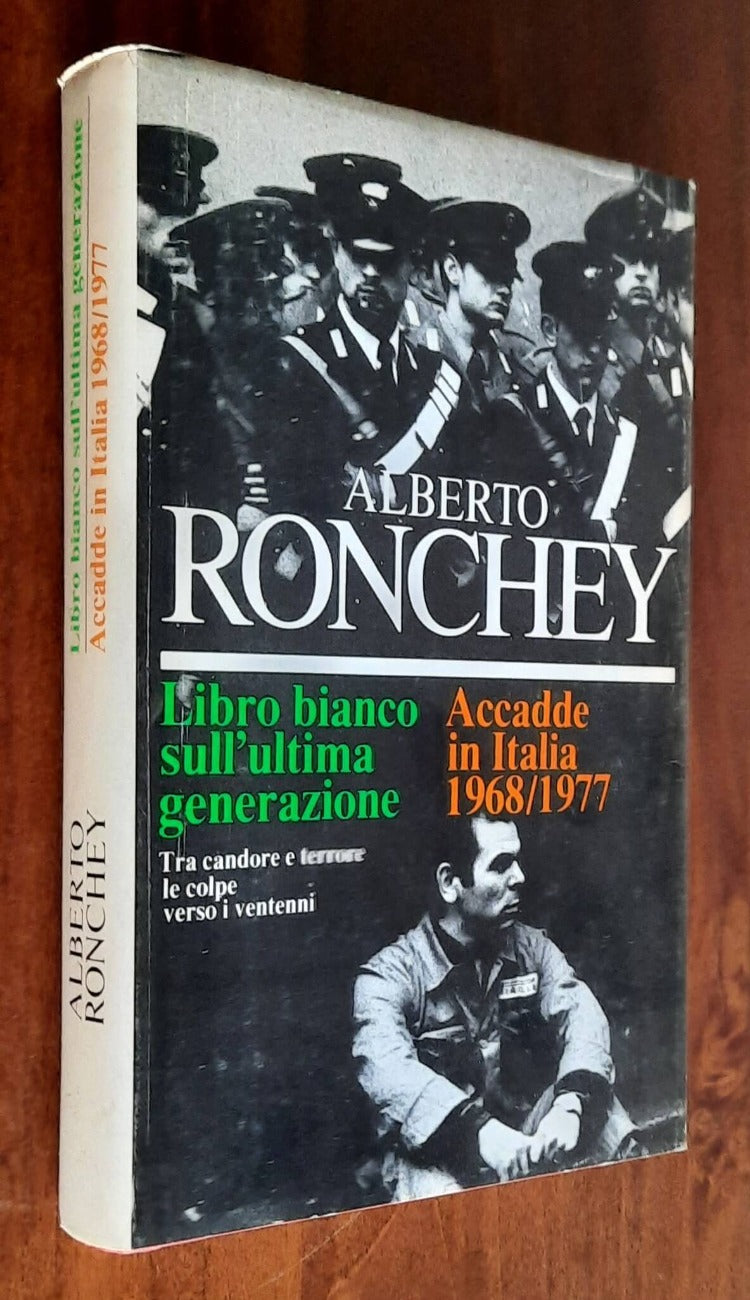 Libro bianco sull'ultima generazione
Accadde in Italia 1968/1977
ALBERTO
RONCHEY
ALBERTO
RONCHEY
Libro bianco
sull'ultima
generazione
Accadde
in Italia
1968/1977
Tra candore e terrore
le colpe
verso i ventenni